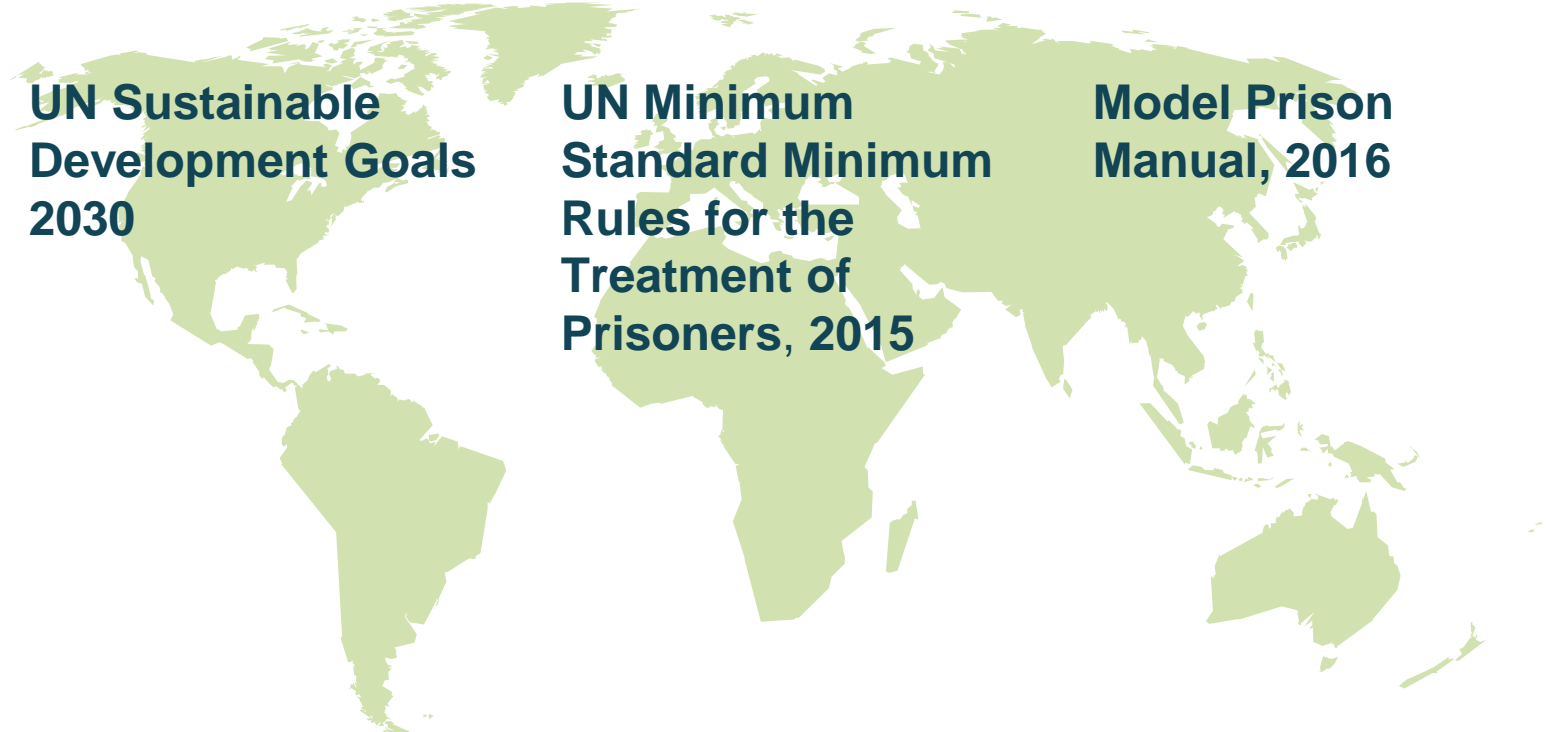 UN Sustainable
Development Goals
2030
UN Minimum
Standard Minimum
Rules for the
Treatment of
Prisoners, 2015
Model Prison
Manual, 2016